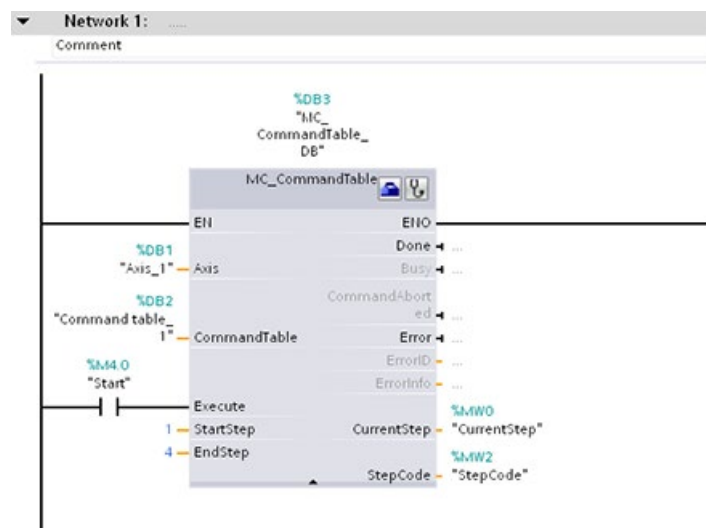 Network 1: .....
Comment
%DB3
"MC_
CommandTable_
DB"
MC_CommandTable
EN ENO
Done ...
%DB1
"Axis_1" Axis Busy ...
%DB2
"Command table_
1" CommandTable
CommandAbort
ed ...
Error ...
ErrorID ...
ErrorInfo ...
%M4.0
"Start"
Execute
%MW0
1 StartStep CurrentStep "CurrentStep"
4 EndStep
%MW2
StepCode "StepCode"